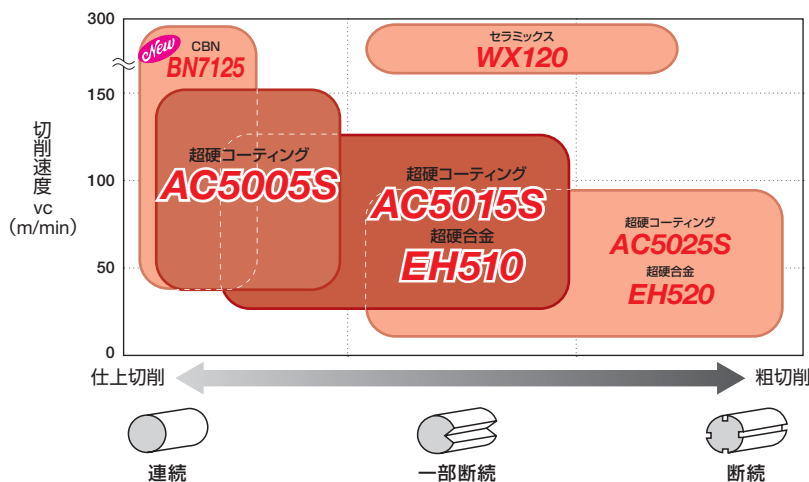 300
150
100
50
0
切削速度
vc
(m/min)
New
CBN
BN7125
セラミックス
WX120
超硬コーティング
AC5005S
超硬コーティング
AC5015S
超硬合金
EH510
超硬コーティング
AC5025S
超硬合金
EH520
仕上切削
粗切削
連続
一部断続
断続